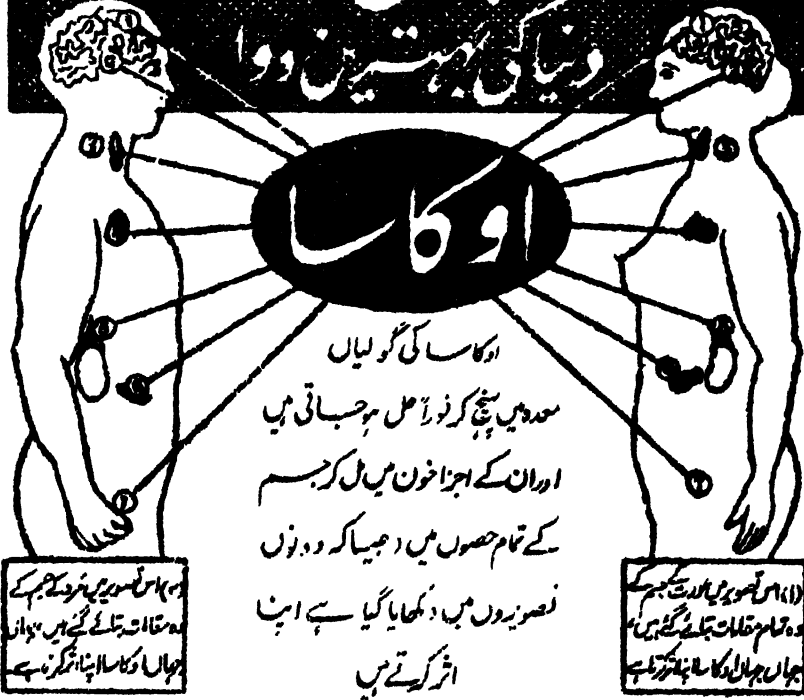 دنیا کی بہترین دوا
اوکاسا
اوکاسا کی گولیاں
معدہ میں پہنچ کر فوراً حل ہو جاتی ہیں
اور ان کے اجزا خون میں مل کر جسم
کے تمام حصوں میں (جیسا کہ دونوں
تصویروں میں دکھایا گیا ہے اپنا
اثر کرتے ہیں
(۱) اس تصویر میں عورت کے جسم کے
وہ تمام مقامات بتلائے گئے ہیں
جہاں جہاں اوکاسا اپنا اثر کرتا ہے
اس تصویر میں مرد کے جسم کے
وہ مقامات بتلائے گئے ہیں جہاں
جہاں اوکاسا اپنا اثر کرتا ہے